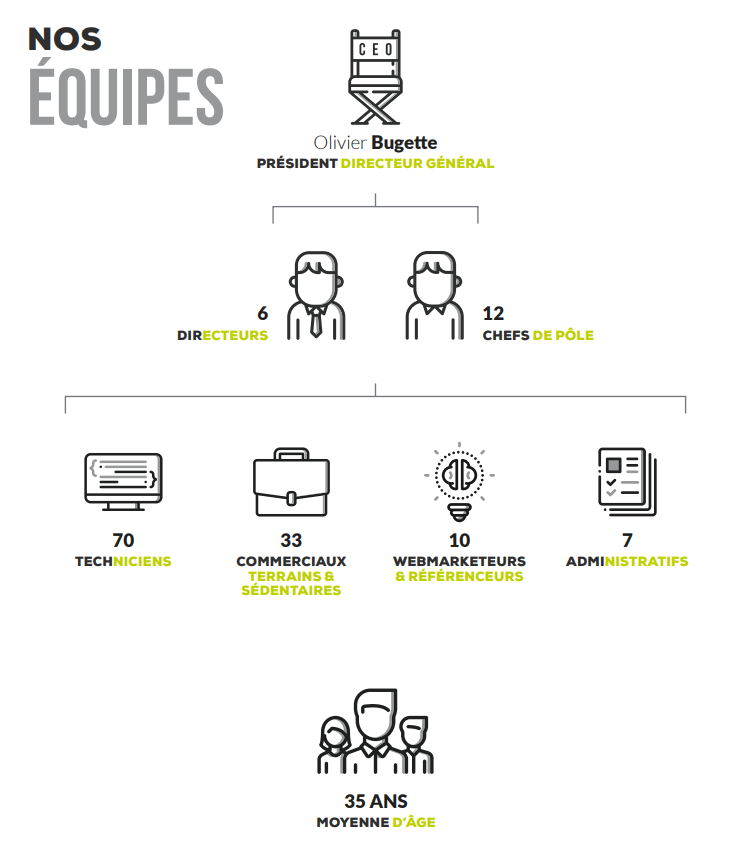 NOS
ÉQUIPES
CEO
Olivier Bugette
PRÉSIDENT DIRECTEUR GÉNÉRAL
6
DIRECTEURS
12
CHEFS DE PÔLE
70
TECHNICIENS
33
COMMERCIAUX
TERRAINS &
SÉDENTAIRES
10
WEBMARKETEURS
& RÉFÉRENCEURS
7
ADMINISTRATIFS
35 ANS
MOYENNE D'ÂGE